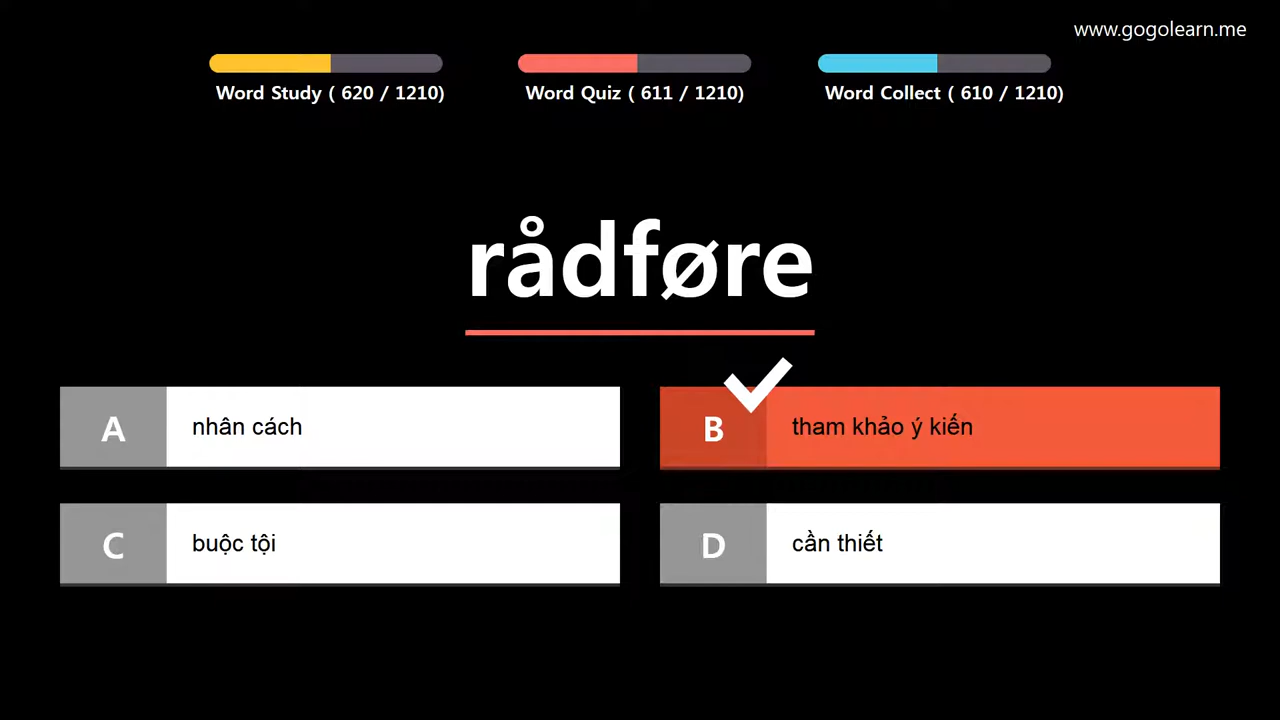 www.gogolearn.me
Word Study ( 620 / 1210)
Word Quiz ( 611 / 1210)
Word Collect ( 610 / 1210)
rådføre
A
nhân cách
B
tham khảo ý kiến
C
buộc tội
D
cần thiết